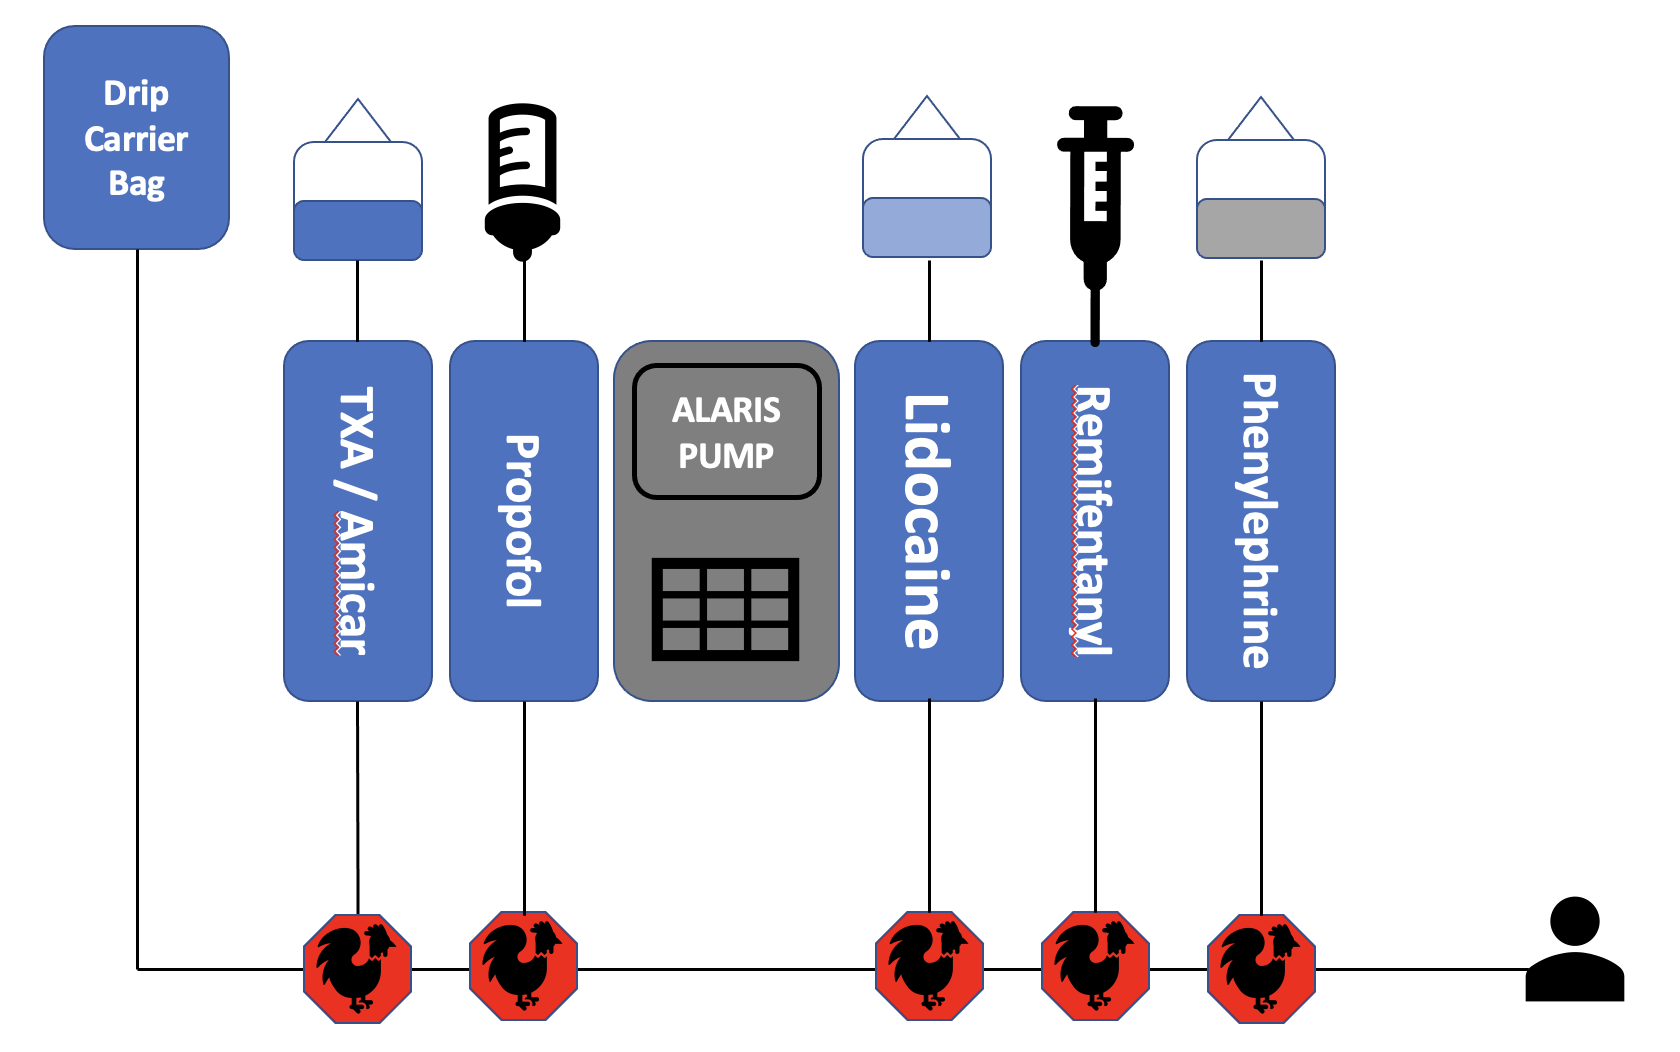 Drip
Carrier
Bag
TXA / Amicar
Propofol
ALARIS
PUMP
Lidocaine
Remifentanyl
Phenylephrine